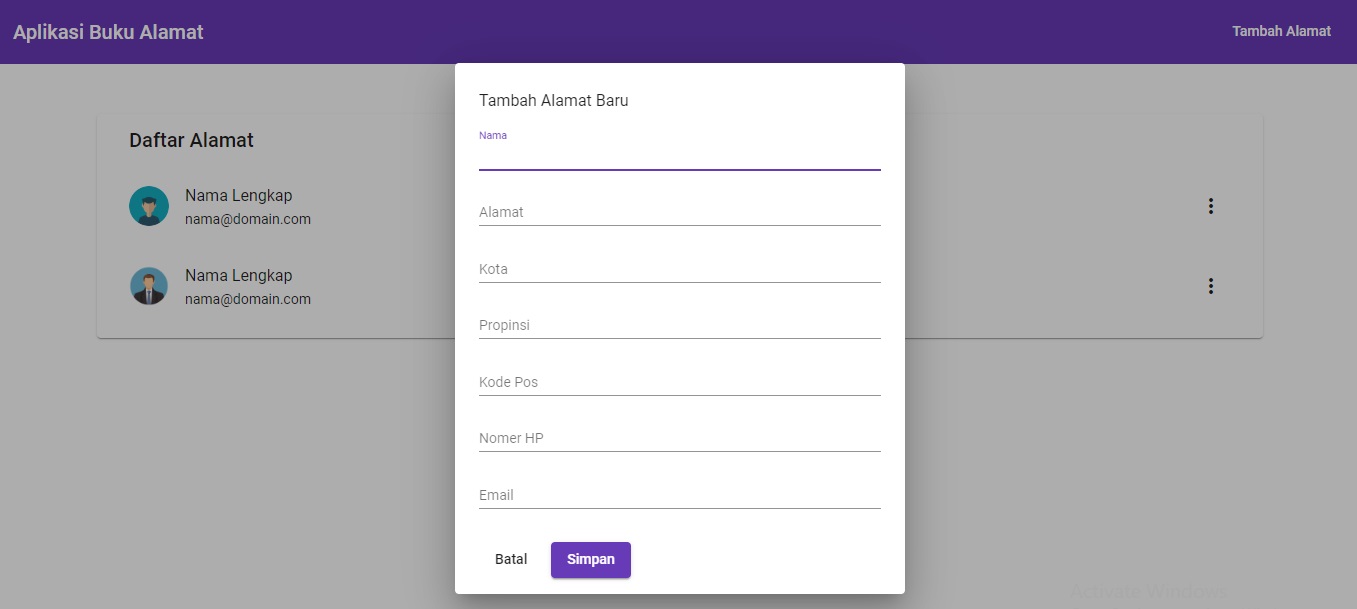 Aplikasi Buku Alamat
Tambah Alamat
Daftar Alamat
Nama Lengkap
nama@domain.com
Nama Lengkap
nama@domain.com
Tambah Alamat Baru
Nama
Alamat
Kota
Propinsi
Kode Pos
Nomer HP
Email
Batal
Simpan
Activate Windows